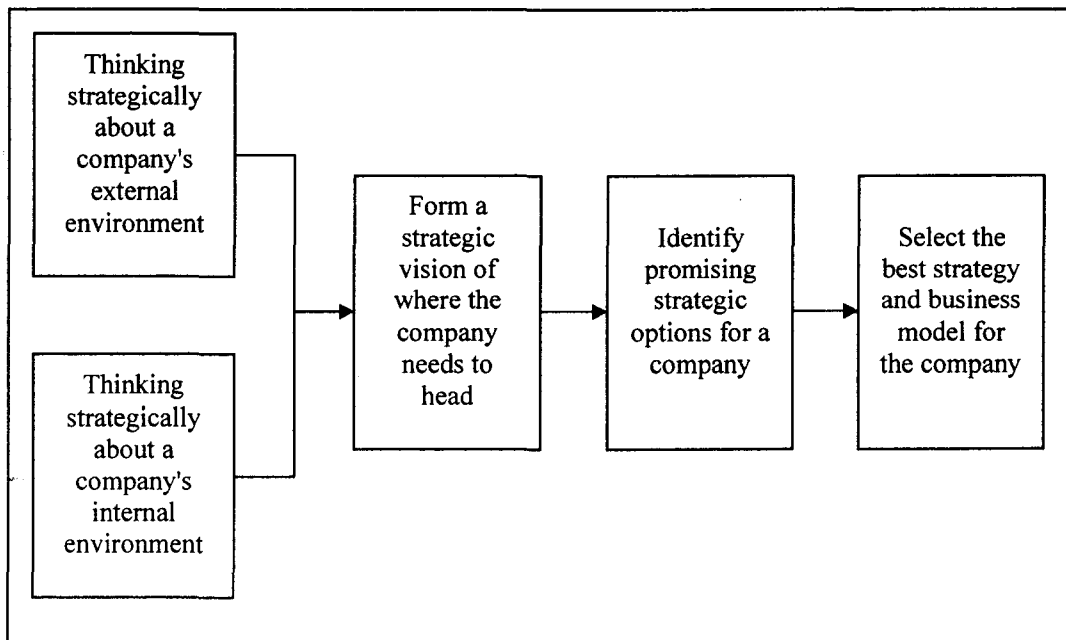 Thinking
strategically
about a
company's
external
environment
Thinking
strategically
about a
company's
internal
environment
Form a
strategic
vision of
where the
company
needs to
head
Identify
promising
strategic
options for a
company
Select the
best strategy
and business
model for
the company